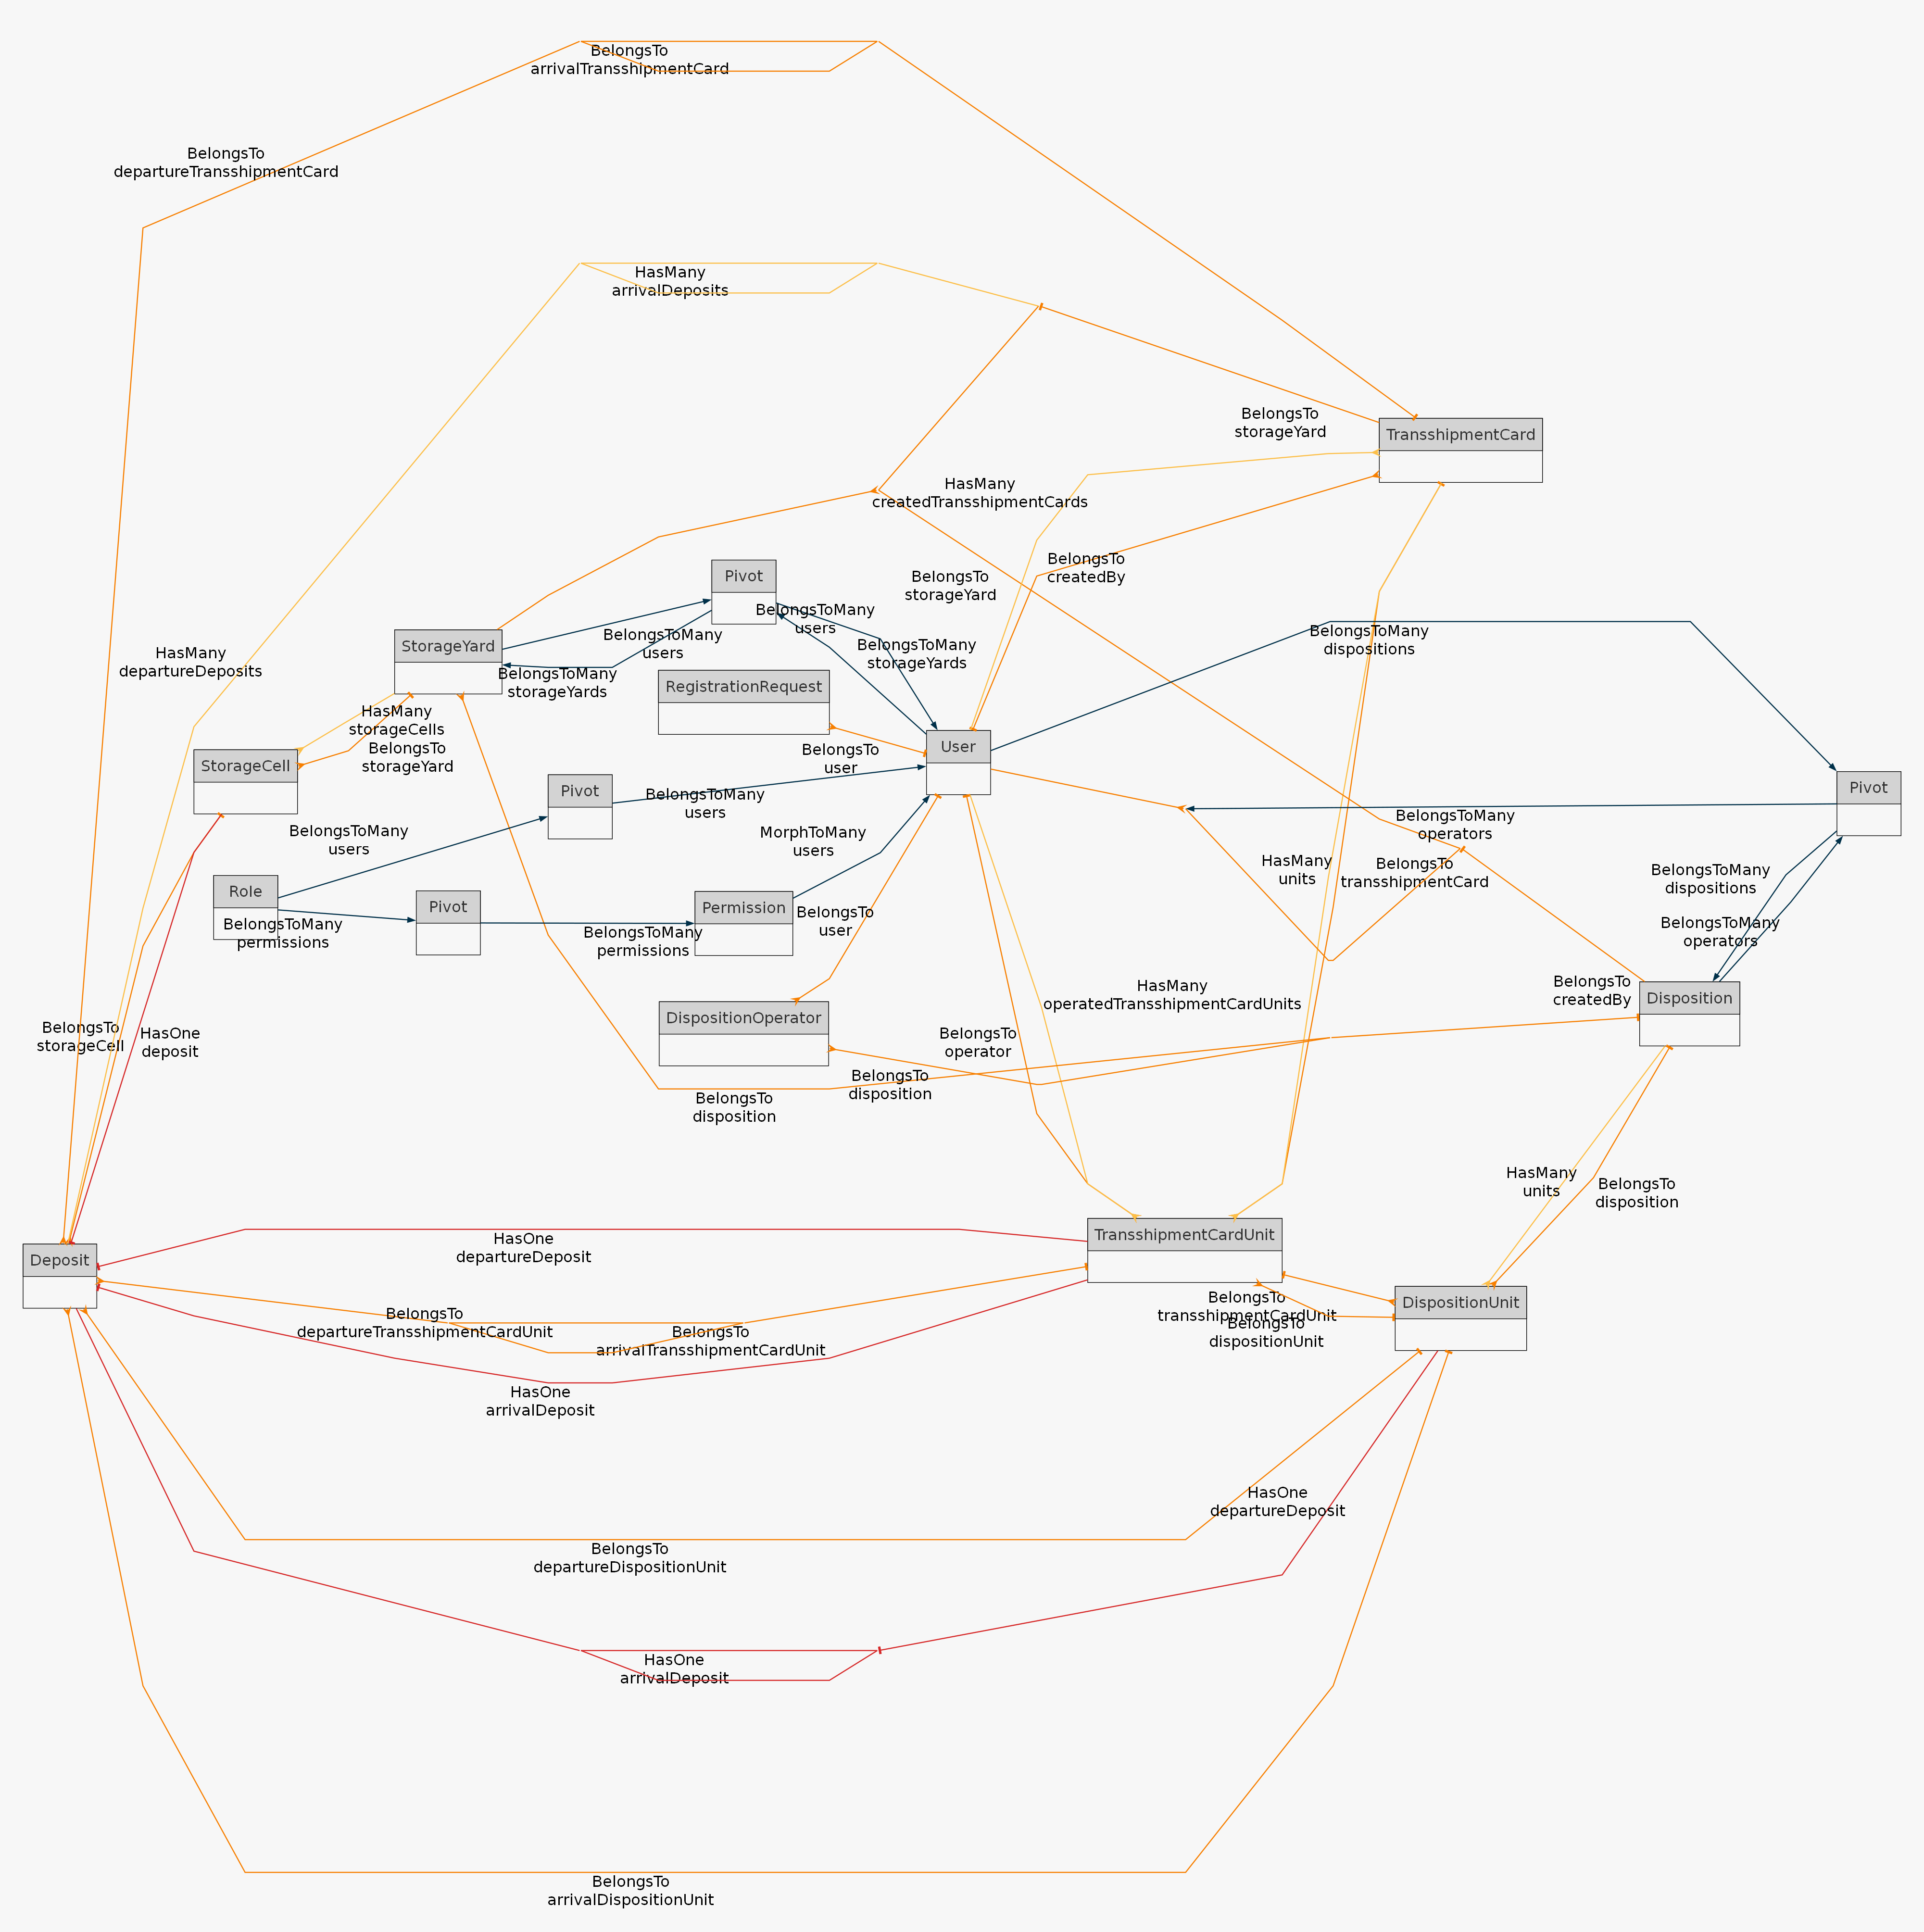 BelongsTo
arrivalTransshipmentCard
BelongsTo
departureTransshipmentCard
HasMany
arrivalDeposits
BelongsTo
storageYard
TransshipmentCard
HasMany
createdTransshipmentCards
BelongsTo
createdBy
BelongsTo
storageYard
Pivot
BelongsToMany
users
BelongsToMany
users
BelongsToMany
storageYards
BelongsToMany
dispositions
StorageYard
HasMany
departureDeposits
BelongsToMany
storageYards
RegistrationRequest
HasMany
storageCells
BelongsTo
storageYard
User
BelongsTo
user
StorageCell
Pivot
Pivot
BelongsToMany
users
BelongsToMany
users
MorphToMany
users
BelongsToMany
operators
HasMany
units
BelongsTo
transshipmentCard
BelongsToMany
dispositions
Role
Pivot
Permission
BelongsTo
user
BelongsToMany
permissions
BelongsToMany
permissions
BelongsToMany
operators
HasMany
operatedTransshipmentCardUnits
BelongsTo
createdBy
Disposition
DispositionOperator
BelongsTo
storageCell
HasOne
deposit
BelongsTo
operator
BelongsTo
disposition
BelongsTo
disposition
HasMany
units
BelongsTo
disposition
TransshipmentCardUnit
HasOne
departureDeposit
Deposit
BelongsTo
transshipmentCardUnit
DispositionUnit
BelongsTo
departureTransshipmentCardUnit
BelongsTo
arrivalTransshipmentCardUnit
BelongsTo
dispositionUnit
HasOne
arrivalDeposit
HasOne
departureDeposit
BelongsTo
departureDispositionUnit
HasOne
arrivalDeposit
BelongsTo
arrivalDispositionUnit